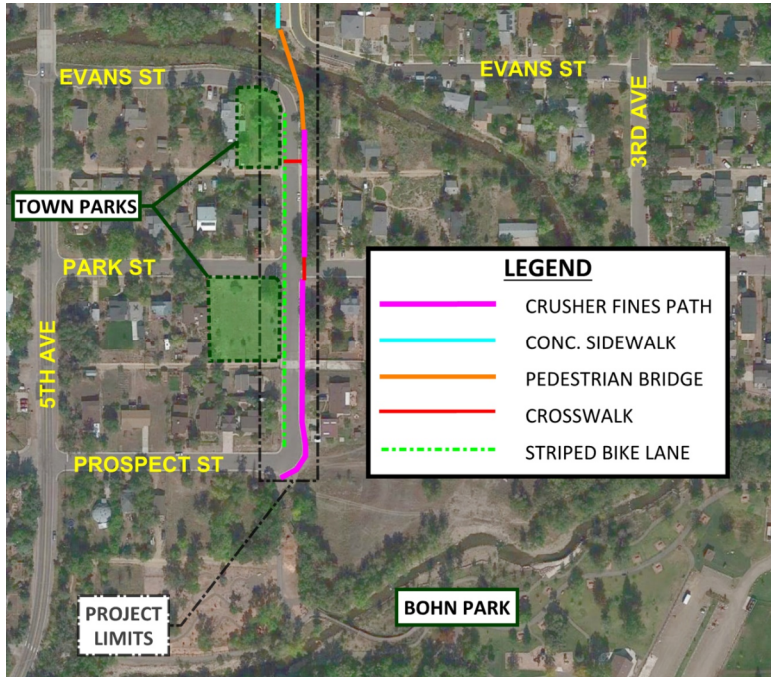 EVANS ST
EVANS ST
3RD AVE
TOWN PARKS
PARK ST
5TH AVE
PROSPECT ST
LEGEND
CRUSHER FINES PATH
CONC. SIDEWALK
PEDESTRIAN BRIDGE
CROSSWALK
STRIPED BIKE LANE
PROJECT
LIMITS
BOHN PARK